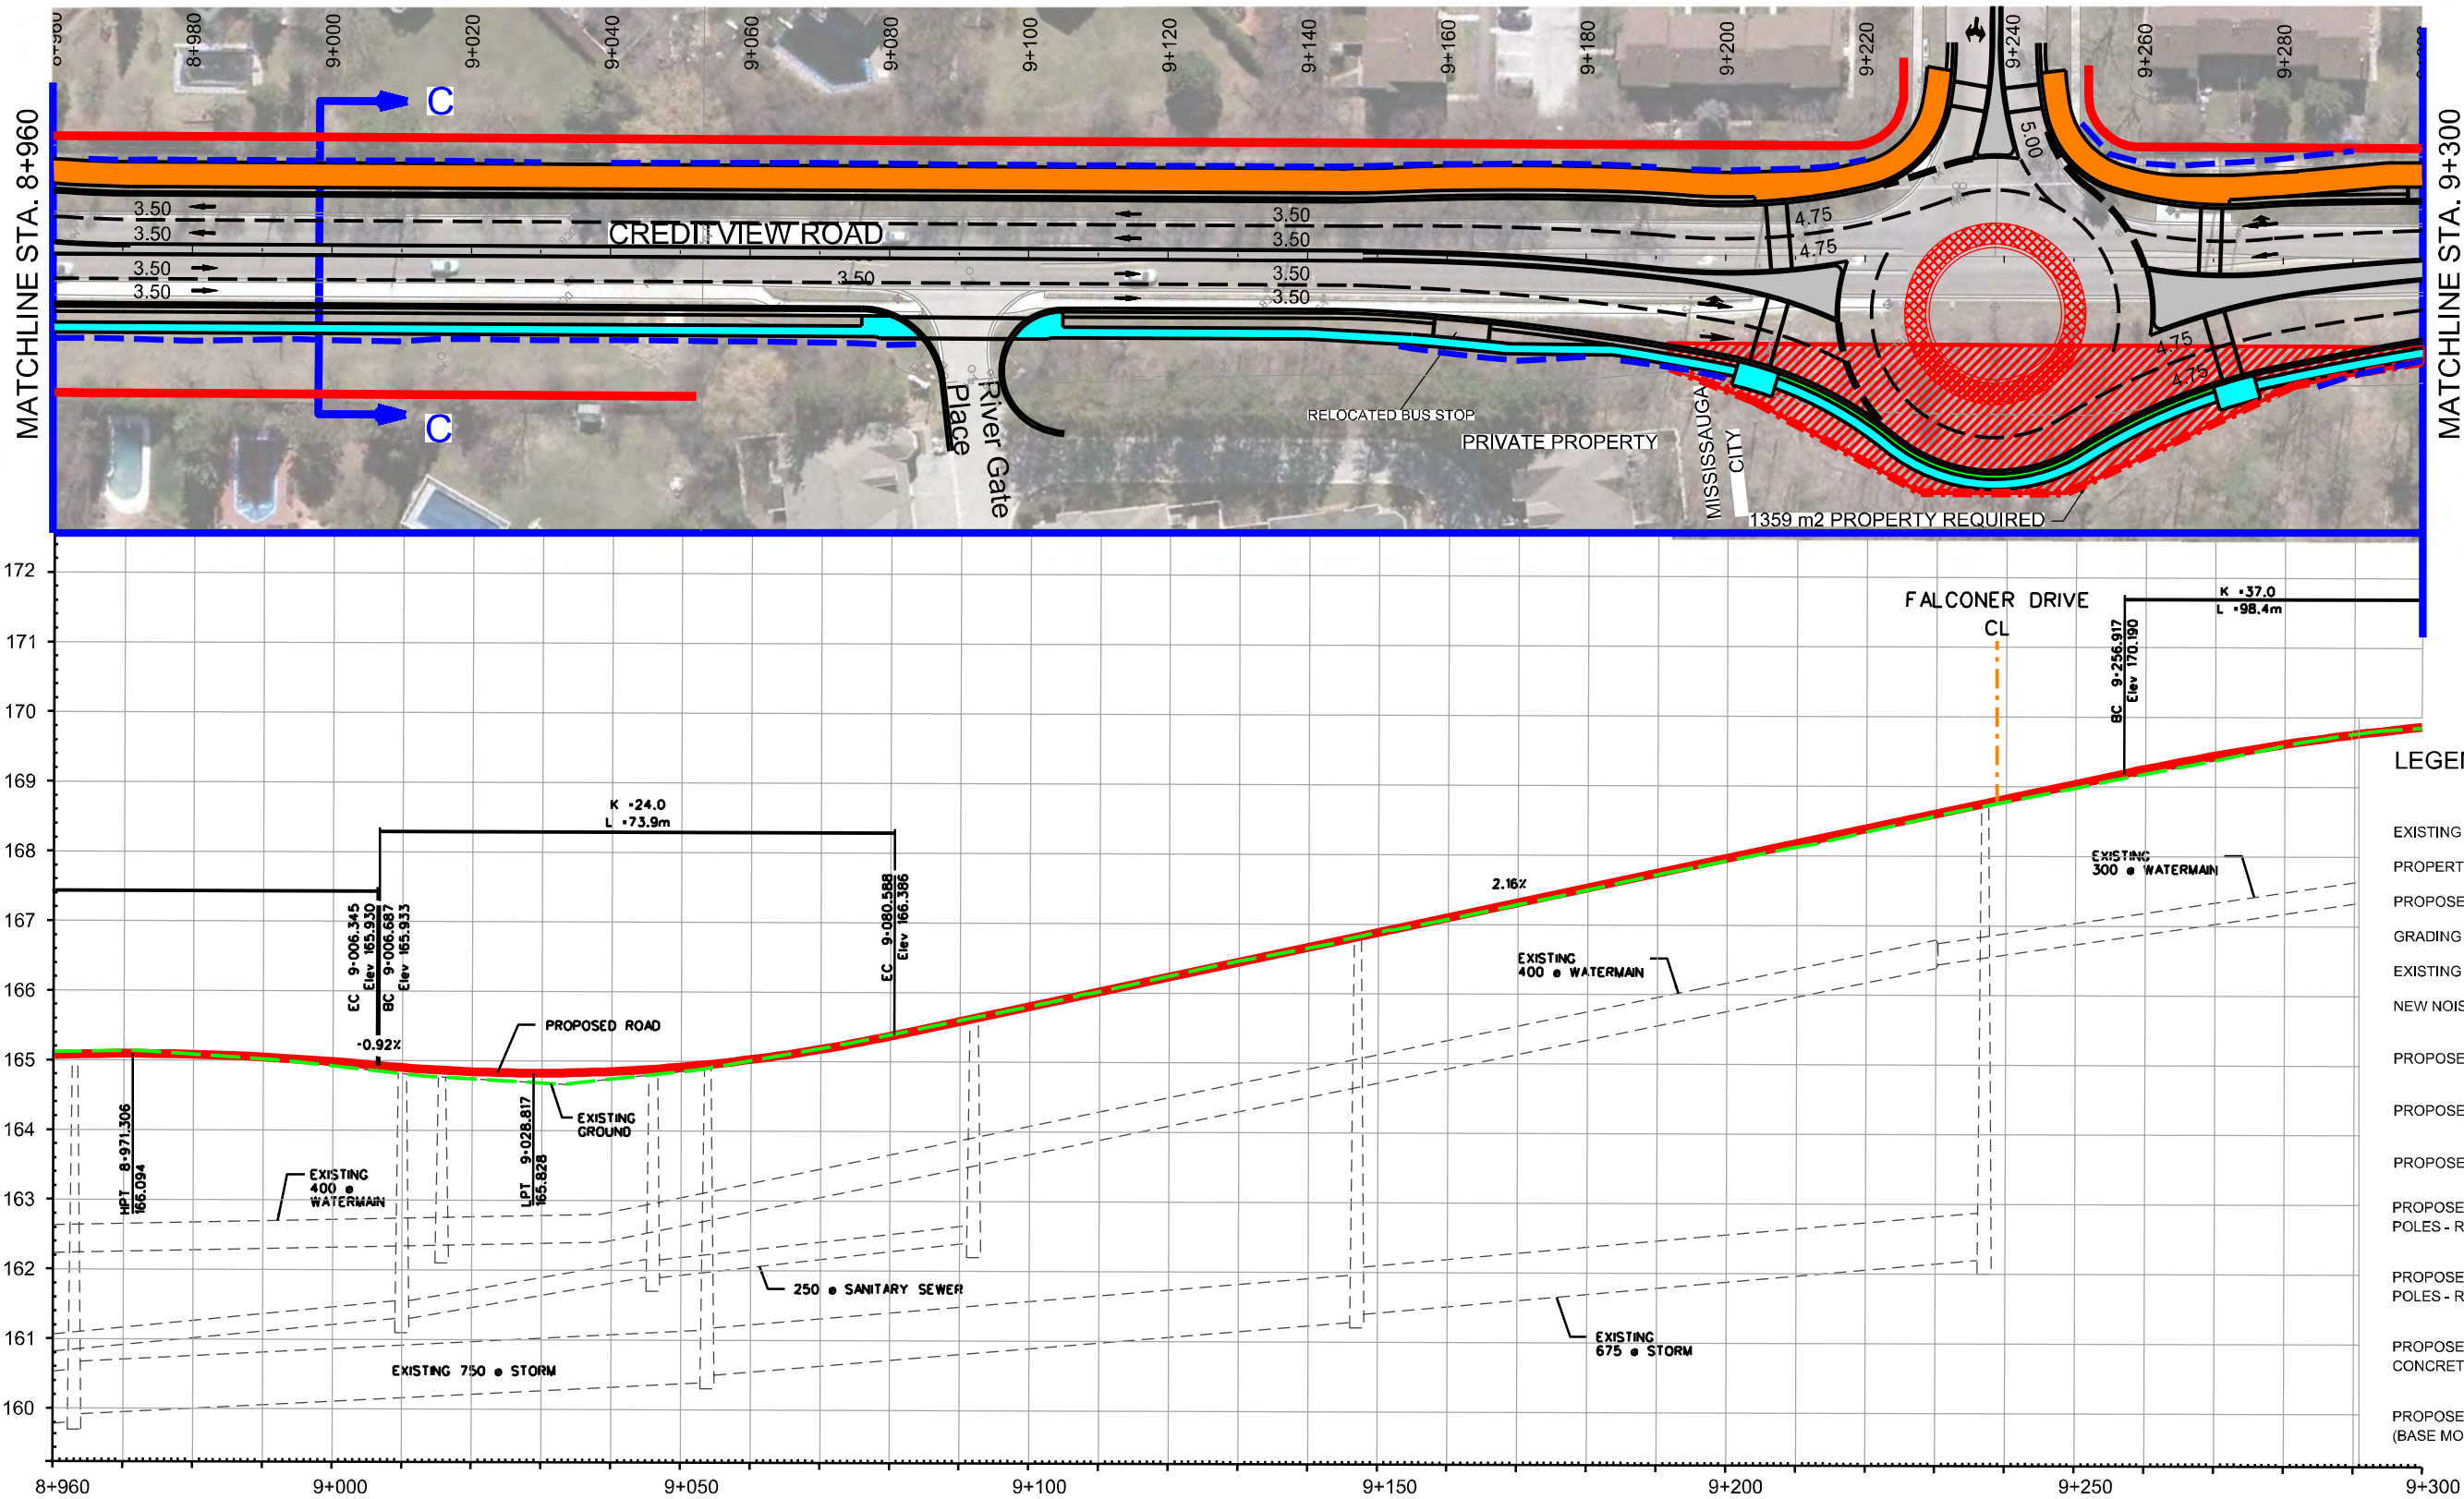 8+960
8+980
9+000
9+020
9+040
9+060
9+080
9+100
9+120
9+140
9+160
9+180
9+200
9+220
9+240
9+260
9+280
MATCHLINE STA. 8+960
MATCHLINE STA. 9+300
C
C
3.50
3.50
3.50
3.50
CREDITVIEW ROAD
3.50
3.50
3.50
3.50
3.50
4.75
4.75
5.00
4.75
4.75
River Gate
Place
RELOCATED BUS STOP
PRIVATE PROPERTY
MISSISSAUGA
CITY
1359 m2 PROPERTY REQUIRED
172
171
170
169
168
167
166
165
164
163
162
161
160
FALCONER DRIVE
CL
K =37.0
L =98.4m
BC 9+256.917
Elev 170.190
K =24.0
L =73.9m
EC 9+006.345
Elev 165.930
BC 9+006.687
Elev 165.933
EC 9+080.588
Elev 166.386
-0.92%
2.16%
PROPOSED ROAD
EXISTING
GROUND
HPT 8+971.306
166.094
LPT 9+028.817
165.828
EXISTING
400 ø
WATERMAIN
EXISTING
400 ø WATERMAIN
EXISTING
300 ø WATERMAIN
250 ø SANITARY SEWER
EXISTING 750 ø STORM
EXISTING
675 ø STORM
LEGEN
EXISTING
PROPERT
PROPOSE
GRADING
EXISTING
NEW NOIS
PROPOSE
PROPOSE
PROPOSE
PROPOSE
POLES - R
PROPOSE
POLES - R
PROPOSE
CONCRET
PROPOSE
(BASE MO
8+960
9+000
9+050
9+100
9+150
9+200
9+250
9+300